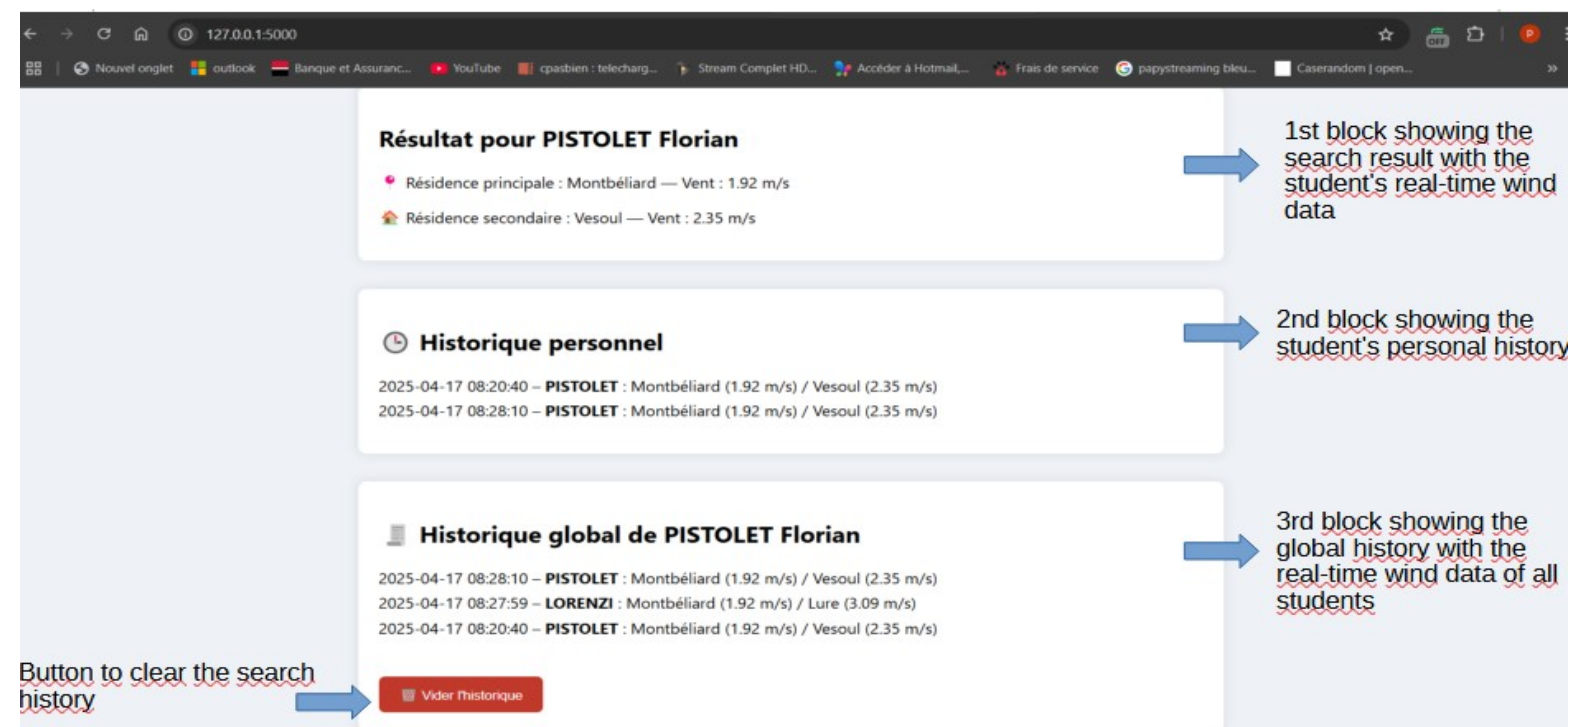 127.0.0.1:5000
Nouvel onglet outlook Banque et Assuranc... YouTube cpasbien : telecharg... Stream Complet HD... Accéder à Hotmail,... Frais de service papystreaming bleu... Caserandom | open... »
OFF
P
Résultat pour PISTOLET Florian
Résidence principale : Montbéliard — Vent : 1.92 m/s
Résidence secondaire : Vesoul — Vent : 2.35 m/s
1st block showing the
search result with the
student's real-time wind
data
Historique personnel
2025-04-17 08:20:40 – PISTOLET : Montbéliard (1.92 m/s) / Vesoul (2.35 m/s)
2025-04-17 08:28:10 – PISTOLET : Montbéliard (1.92 m/s) / Vesoul (2.35 m/s)
2nd block showing the
student's personal history
Historique global de PISTOLET Florian
2025-04-17 08:28:10 – PISTOLET : Montbéliard (1.92 m/s) / Vesoul (2.35 m/s)
2025-04-17 08:27:59 – LORENZI : Montbéliard (1.92 m/s) / Lure (3.09 m/s)
2025-04-17 08:20:40 – PISTOLET : Montbéliard (1.92 m/s) / Vesoul (2.35 m/s)
3rd block showing the
global history with the
real-time wind data of all
students
Button to clear the search
history
Vider l'historique